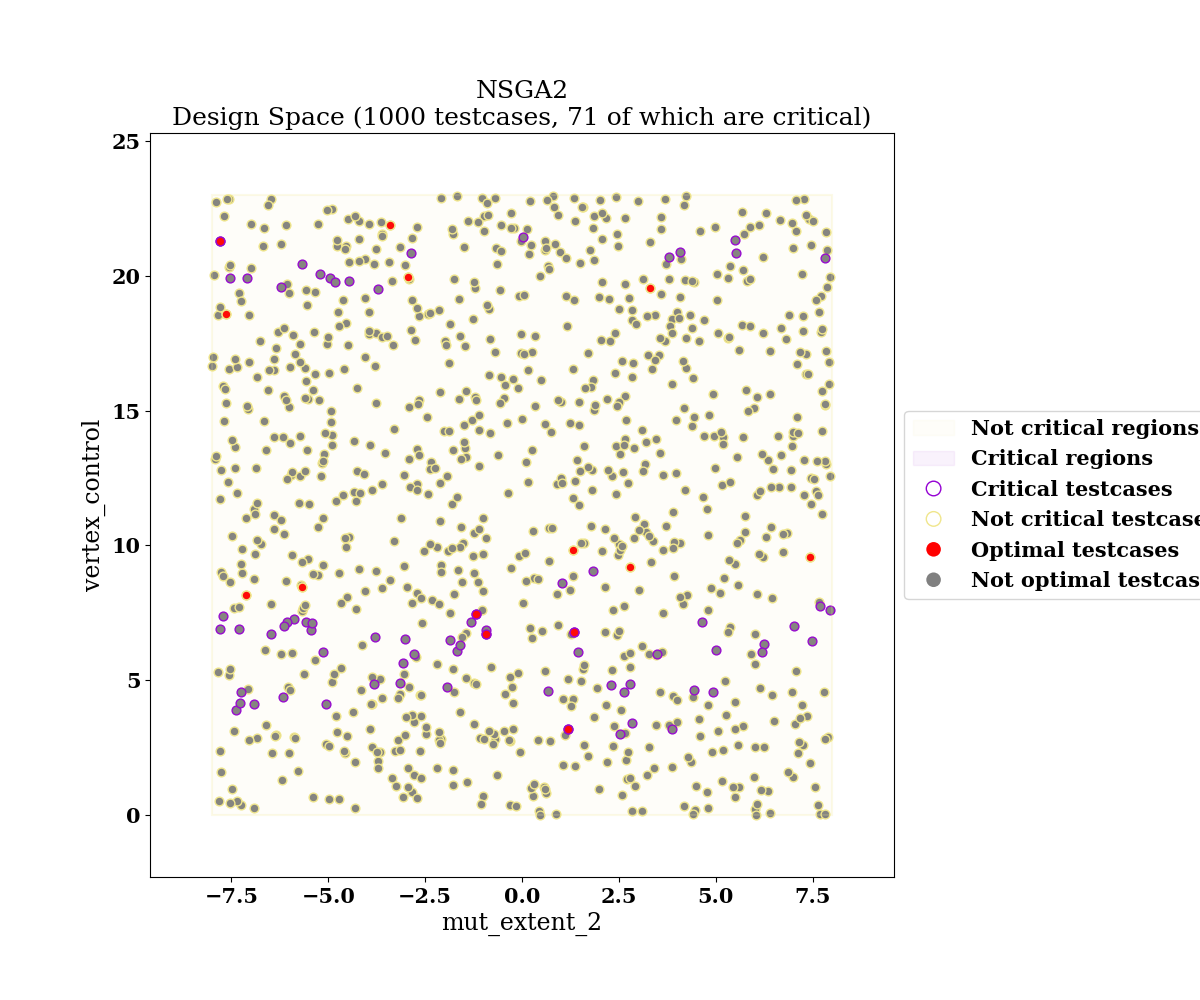 NSGA2
Design Space (1000 testcases, 71 of which are critical)
25
20
15
10
5
0
vertex_control
−7.5
−5.0
−2.5
0.0
2.5
5.0
7.5
mut_extent_2
Not critical regions
Critical regions
Critical testcases
Not critical testcase
Optimal testcases
Not optimal testcas